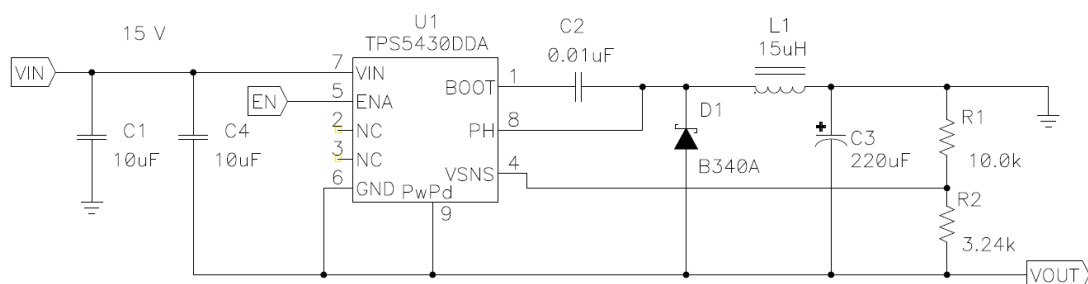 15 V
U1
TPS5430DDA
C2
0.01uF
L1
15uH
VIN
7
VIN
BOOT
1
EN
5
ENA
2
NC
PH
8
3
NC
VSNS
4
6
GND
PwPd
9
C1
10uF
C4
10uF
D1
B340A
+
C3
220uF
R1
10.0k
R2
3.24k
VOUT